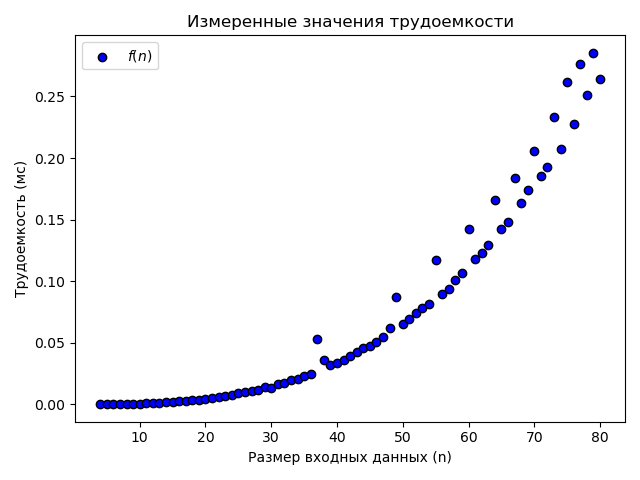 Измеренные значения трудоемкости
f(n)
Трудоемкость (мс)
0.25
0.20
0.15
0.10
0.05
0.00
10 20 30 40 50 60 70 80
Размер входных данных (n)